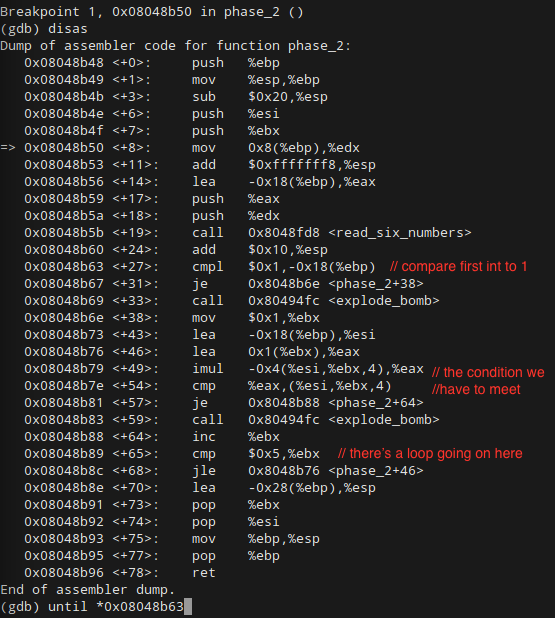 Breakpoint 1, 0x08048b50 in phase_2 ()
(gdb) disas
Dump of assembler code for function phase_2:
   0x08048b48 <+0>:     push   %ebp
   0x08048b49 <+1>:     mov    %esp,%ebp
   0x08048b4b <+3>:     sub    $0x20,%esp
   0x08048b4e <+6>:     push   %esi
   0x08048b4f <+7>:     push   %ebx
=> 0x08048b50 <+8>:     mov    0x8(%ebp),%edx
   0x08048b53 <+11>:    add    $0xfffffff8,%esp
   0x08048b56 <+14>:    lea    -0x18(%ebp),%eax
   0x08048b59 <+17>:    push   %eax
   0x08048b5a <+18>:    push   %edx
   0x08048b5b <+19>:    call   0x8048fd8 <read_six_numbers>
   0x08048b60 <+24>:    add    $0x10,%esp
   0x08048b63 <+27>:    cmpl   $0x1,-0x18(%ebp)  // compare first int to 1
   0x08048b67 <+31>:    je     0x8048b6e <phase_2+38>
   0x08048b69 <+33>:    call   0x80494fc <explode_bomb>
   0x08048b6e <+38>:    mov    $0x1,%ebx
   0x08048b73 <+43>:    lea    -0x18(%ebp),%esi
   0x08048b76 <+46>:    lea    0x1(%ebx),%eax
   0x08048b79 <+49>:    imul   -0x4(%esi,%ebx,4),%eax  // the condition we
   0x08048b7e <+54>:    cmp    %eax,(%esi,%ebx,4)  //have to meet
   0x08048b81 <+57>:    je     0x8048b88 <phase_2+64>
   0x08048b83 <+59>:    call   0x80494fc <explode_bomb>
   0x08048b88 <+64>:    inc    %ebx
   0x08048b89 <+65>:    cmp    $0x5,%ebx  // there's a loop going on here
   0x08048b8c <+68>:    jle    0x8048b76 <phase_2+46>
   0x08048b8e <+70>:    lea    -0x28(%ebp),%esp
   0x08048b91 <+73>:    pop    %ebx
   0x08048b92 <+74>:    pop    %esi
   0x08048b93 <+75>:    mov    %ebp,%esp
   0x08048b95 <+77>:    pop    %ebp
   0x08048b96 <+78>:    ret
End of assembler dump.
(gdb) until *0x08048b63